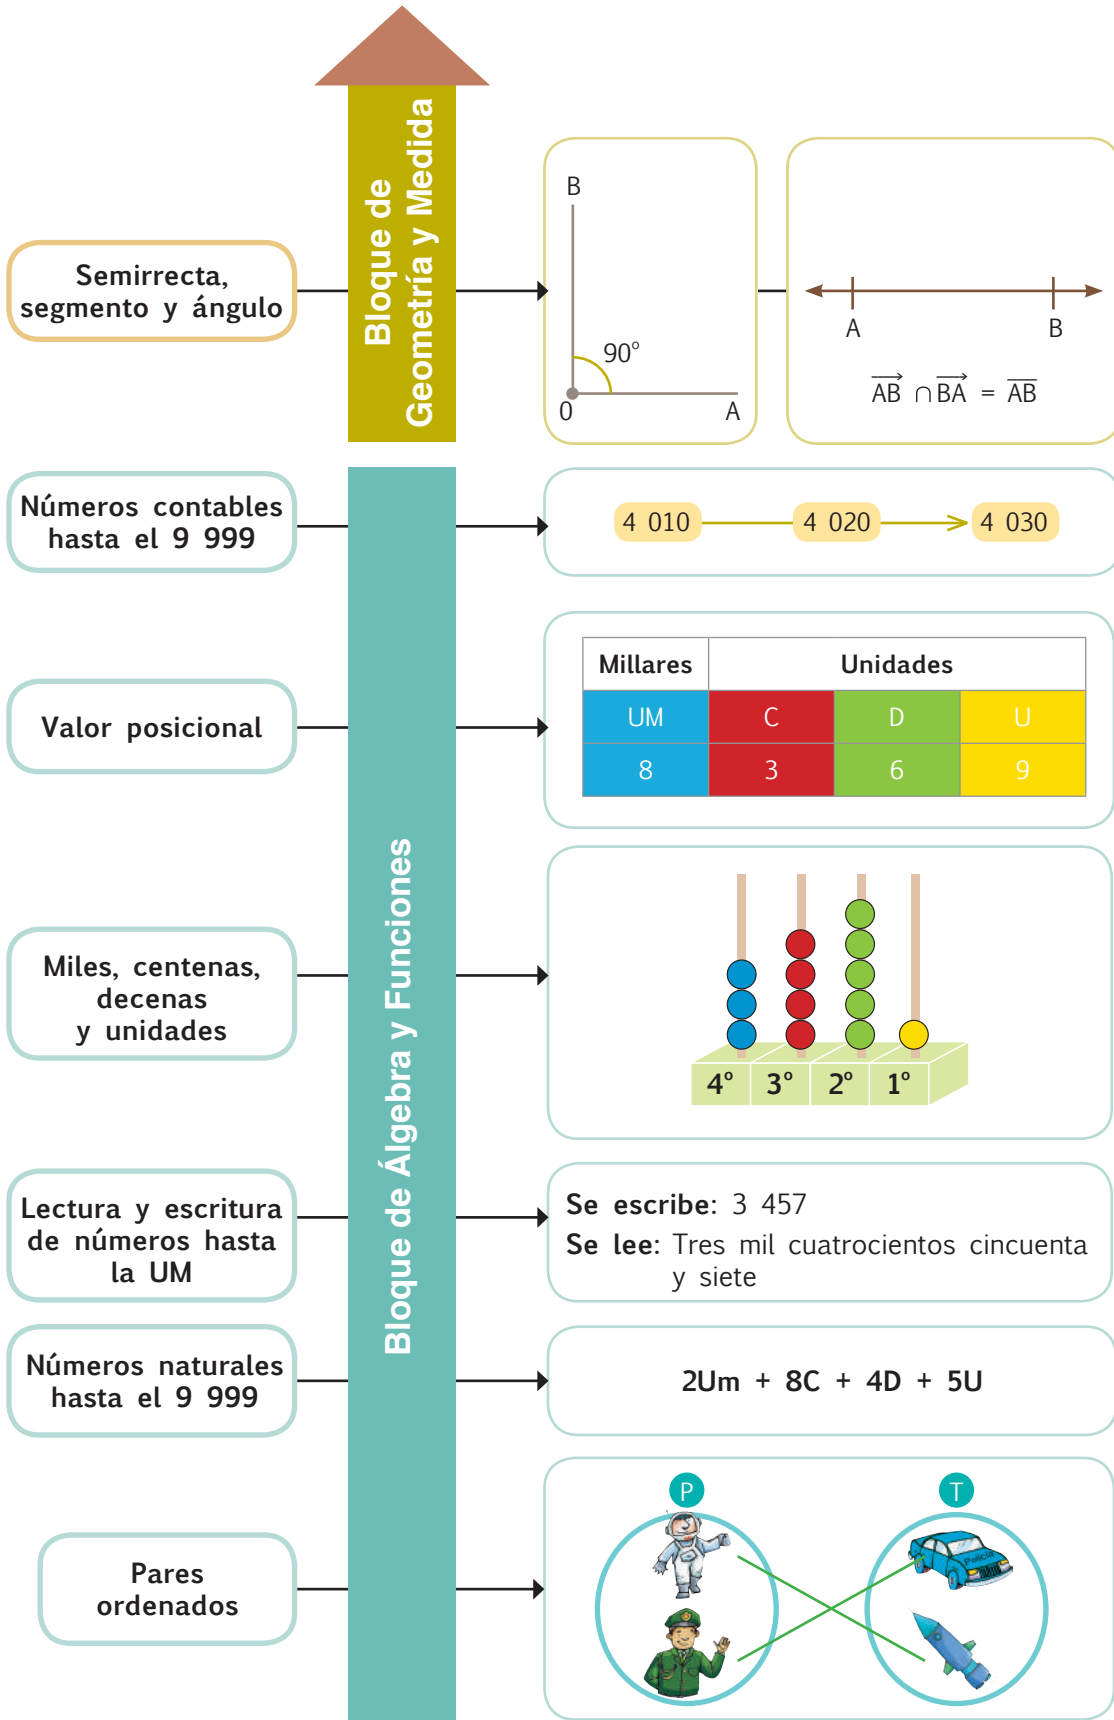 Bloque de
Geometría y Medida
Semirrecta,
segmento y ángulo
B
90°
0
A
A
B
AB ∩ BA = AB
Bloque de Álgebra y Funciones
Números contables
hasta el 9 999
4 010
4 020
4 030
Valor posicional
Millares Unidades
UM C D U
8 3 6 9
Miles, centenas,
decenas
y unidades
4° 3° 2° 1°
Lectura y escritura
de números hasta
la UM
Se escribe: 3 457
Se lee: Tres mil cuatrocientos cincuenta
y siete
Números naturales
hasta el 9 999
2Um + 8C + 4D + 5U
Pares
ordenados
P
T
Policía